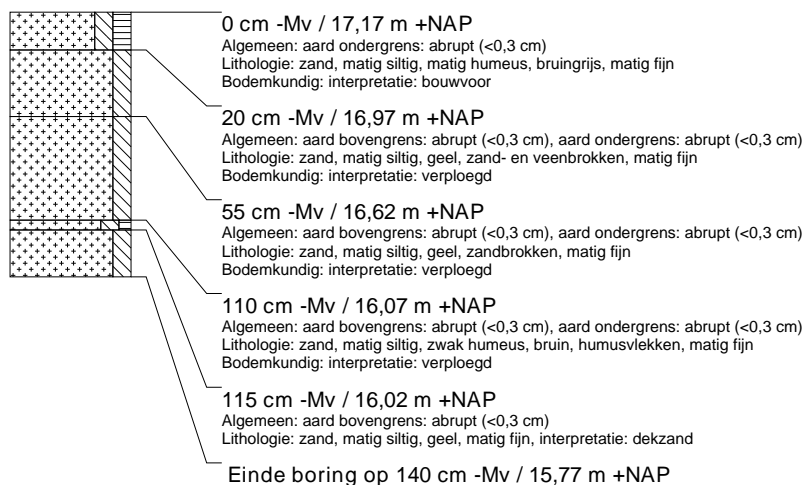 0 cm -Mv / 17,17 m +NAP
Algemeen: aard ondergrens: abrupt (<0,3 cm)
Lithologie: zand, matig siltig, matig humeus, bruingrijs, matig fijn
Bodemkundig: interpretatie: bouwvoor
20 cm -Mv / 16,97 m +NAP
Algemeen: aard bovengrens: abrupt (<0,3 cm), aard ondergrens: abrupt (<0,3 cm)
Lithologie: zand, matig siltig, geel, zand- en veenbrokken, matig fijn
Bodemkundig: interpretatie: verploegd
55 cm -Mv / 16,62 m +NAP
Algemeen: aard bovengrens: abrupt (<0,3 cm), aard ondergrens: abrupt (<0,3 cm)
Lithologie: zand, matig siltig, geel, zandbrokken, matig fijn
Bodemkundig: interpretatie: verploegd
110 cm -Mv / 16,07 m +NAP
Algemeen: aard bovengrens: abrupt (<0,3 cm), aard ondergrens: abrupt (<0,3 cm)
Lithologie: zand, matig siltig, zwak humeus, bruin, humusvlekken, matig fijn
Bodemkundig: interpretatie: verploegd
115 cm -Mv / 16,02 m +NAP
Algemeen: aard bovengrens: abrupt (<0,3 cm)
Lithologie: zand, matig siltig, geel, matig fijn, interpretatie: dekzand
Einde boring op 140 cm -Mv / 15,77 m +NAP